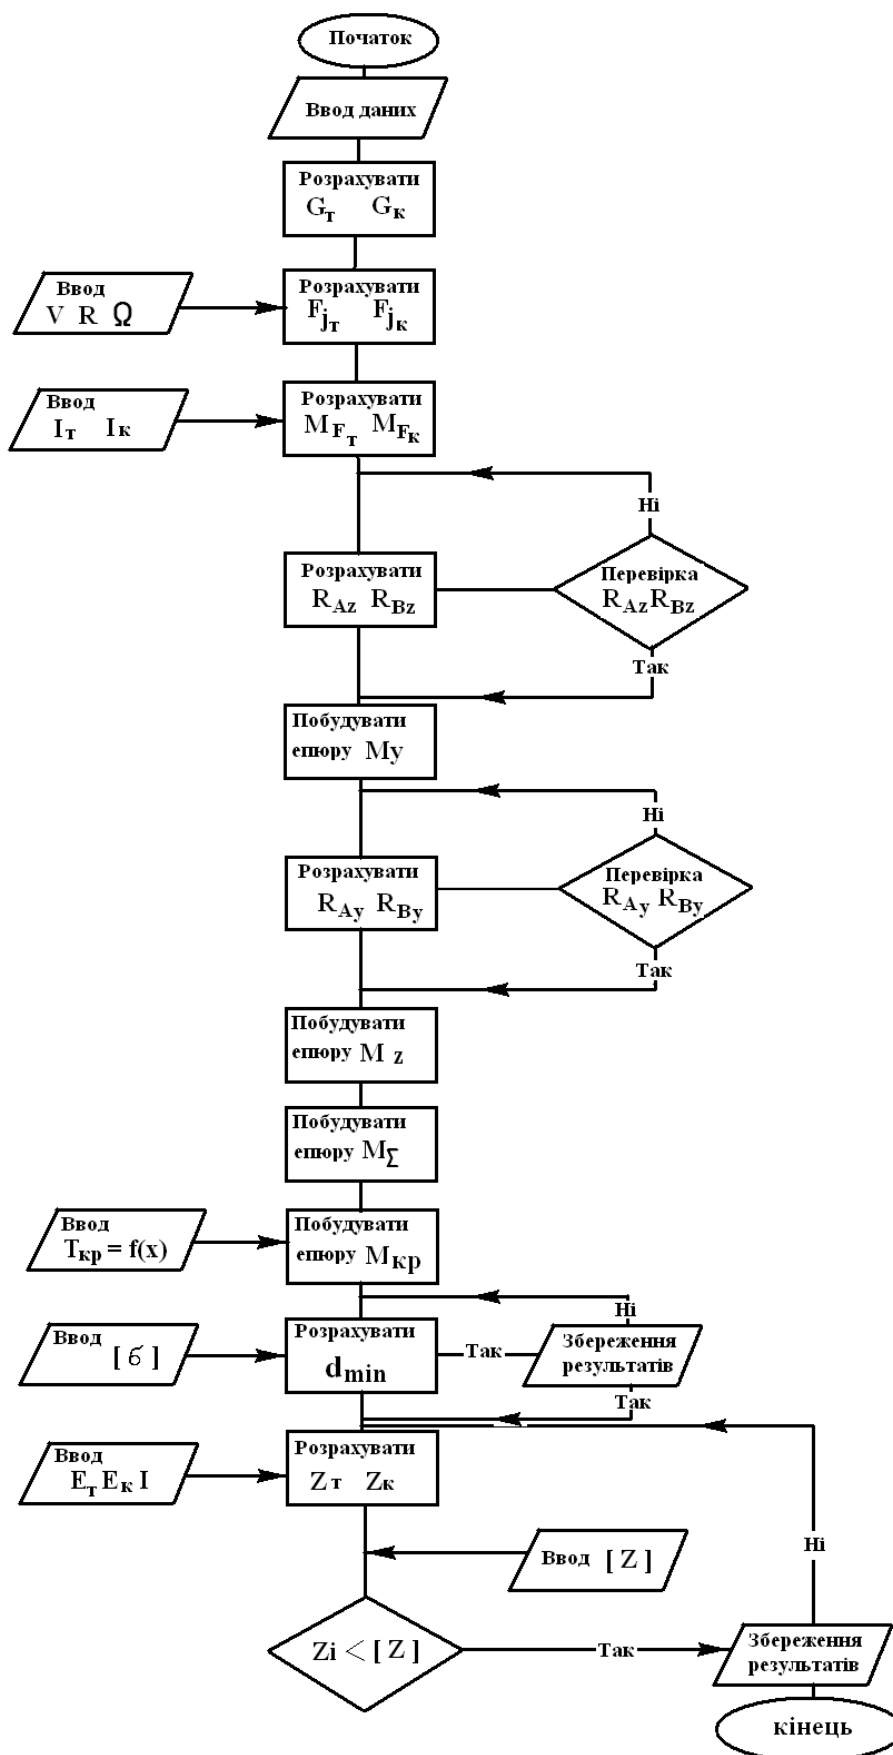 Початок
Ввод даних
Розрахувати
Gт Gк
Ввод
V R Ω
Розрахувати
Fjт Fjк
Ввод
Iт Iк
Розрахувати
MFт MFк
Ні
Розрахувати
RAz RBz
Перевірка
RAz RBz
Так
Побудувати
епюру My
Ні
Розрахувати
RAy RBy
Перевірка
RAy RBy
Так
Побудувати
епюру M z
Побудувати
епюру MΣ
Ввод
Tкр = f(x)
Побудувати
епюру Mкр
Ні
Ввод
[ б ]
Розрахувати
dmin
Так
Збереження
результатів
Так
Ввод
Eт Eк I
Розрахувати
Zт Zк
Ні
Ввод [ Z ]
Zi < [ Z ]
Так
Збереження
результатів
кінець